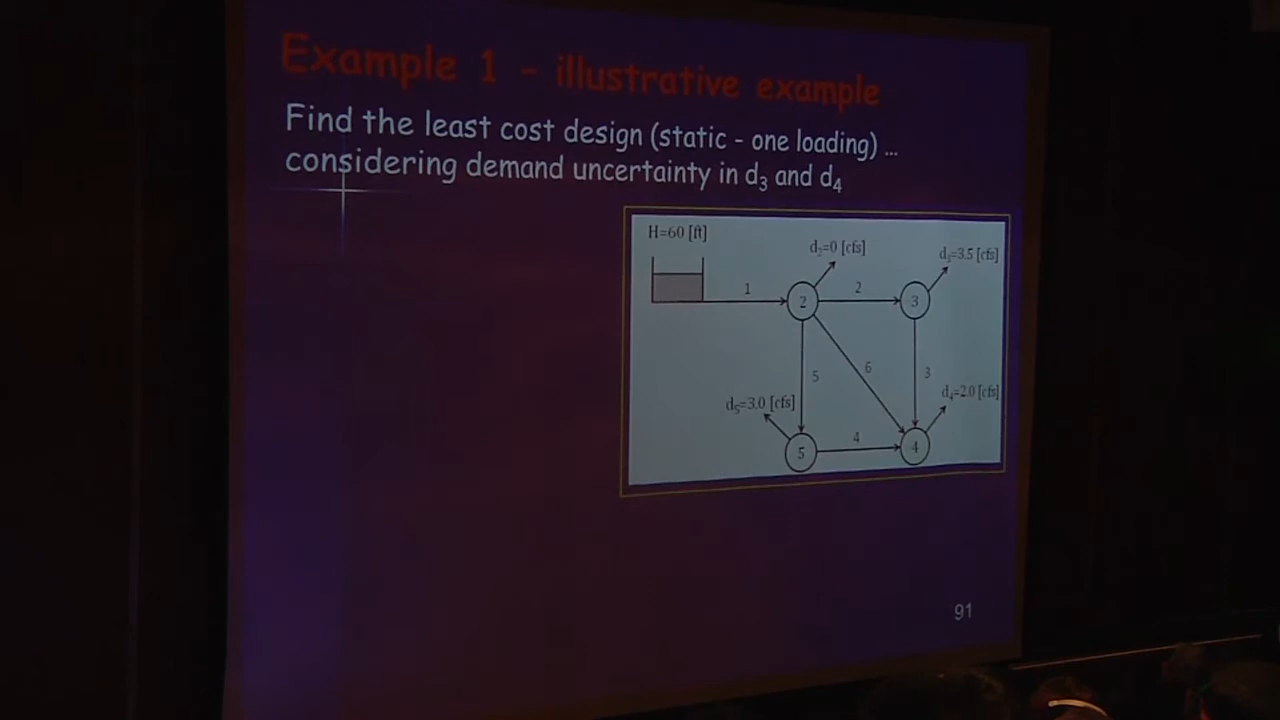 Example 1 - illustrative example
Find the least cost design (static - one loading) ...
considering demand uncertainty in d₃ and d₄
H=60 [ft]
d₂=0 [cfs]
d₃=3.5 [cfs]
1
2
2
3
5
6
3
d₅=3.0 [cfs]
d₄=2.0 [cfs]
5
4
4
91